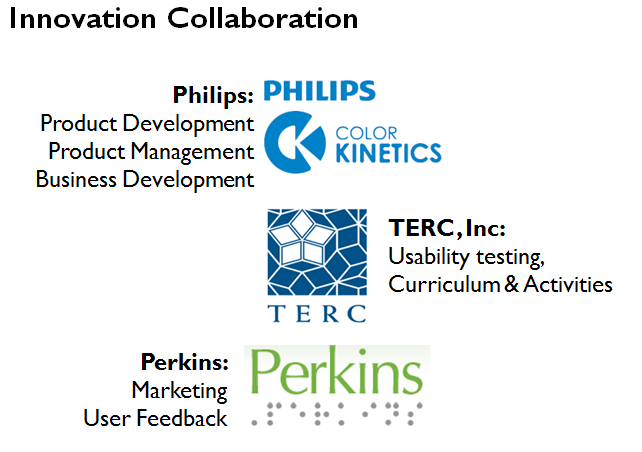 Innovation Collaboration
Philips:
Product Development
Product Management
Business Development
PHILIPS
COLOR
KINETICS
TERC
TERC, Inc:
Usability testing,
Curriculum & Activities
Perkins:
Marketing
User Feedback
Perkins